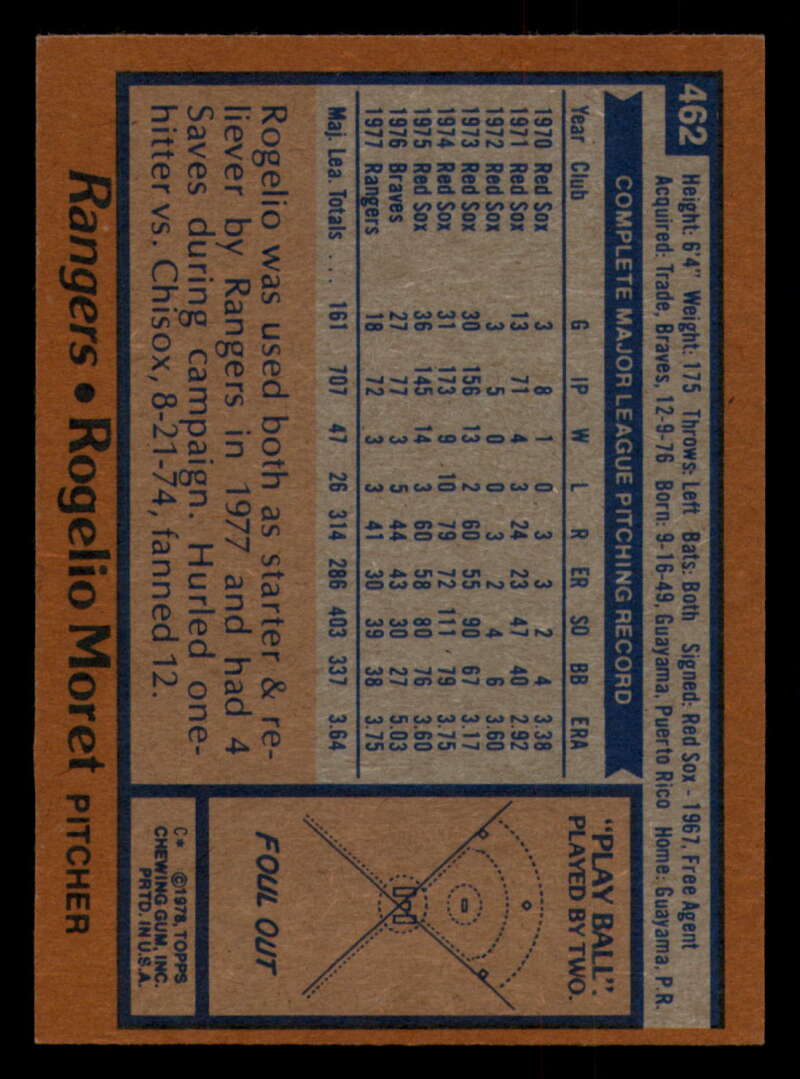 462
Height: 6'4" Weight: 175 Throws: Left Bats: Both Signed: Red Sox - 1967, Free Agent
Acquired: Trade, Braves, 12-9-76 Born: 9-16-49, Guayama, Puerto Rico Home: Guayama, P.R.
COMPLETE MAJOR LEAGUE PITCHING RECORD
Year Club G IP W L R ER SO BB ERA
1970 Red Sox 3 8 1 0 3 3 2 4 3.38
1971 Red Sox 13 71 4 3 24 23 47 40 2.92
1972 Red Sox 3 5 0 0 3 2 4 6 3.60
1973 Red Sox 30 156 13 2 60 55 90 67 3.17
1974 Red Sox 31 173 9 10 79 72 111 79 3.75
1975 Red Sox 36 145 14 3 60 58 80 76 3.60
1976 Braves 27 77 3 5 44 43 30 27 5.03
1977 Rangers 18 72 3 3 41 30 39 38 3.75
Maj. Lea. Totals ... 161 707 47 26 314 286 403 337 3.64
Rogelio was used both as starter & re-
liever by Rangers in 1977 and had 4
Saves during campaign. Hurled one-
hitter vs. Chisox, 8-21-74, fanned 12.
"PLAY BALL".
PLAYED BY TWO.
FOUL OUT
C* ©1978, TOPPS
CHEWING GUM, INC.
PRTD. IN U.S.A.
Rangers • Rogelio Moret PITCHER